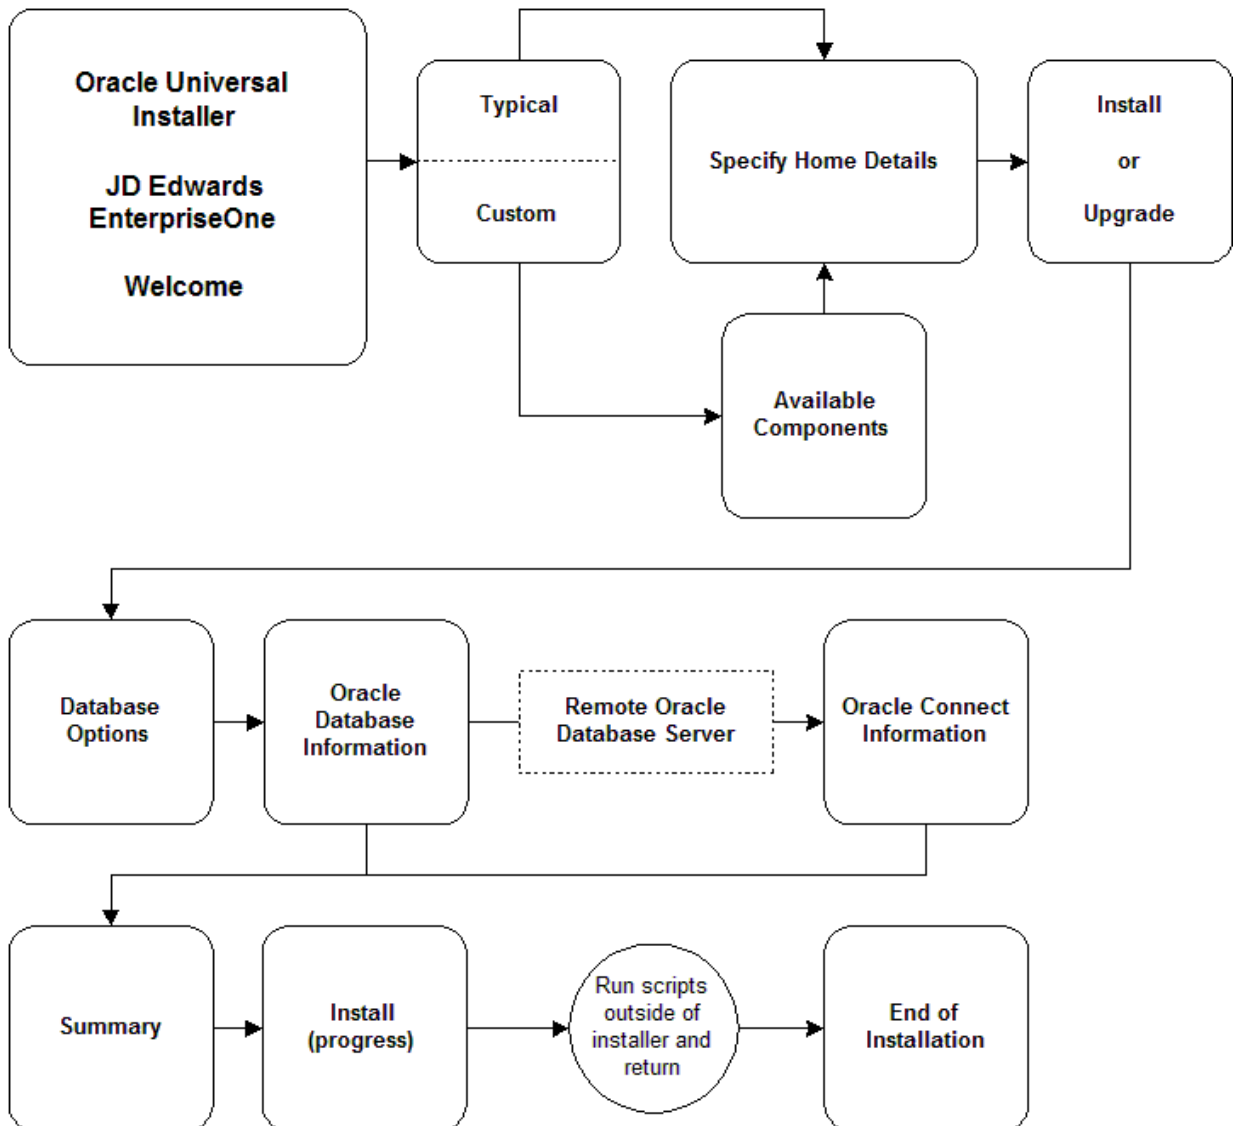 Oracle Universal
Installer
JD Edwards
EnterpriseOne
Welcome
Typical
Custom
Specify Home Details
Install
or
Upgrade
Available
Components
Database
Options
Oracle
Database
Information
Remote Oracle
Database Server
Oracle Connect
Information
Summary
Install
(progress)
Run scripts
outside of
installer and
return
End of
Installation